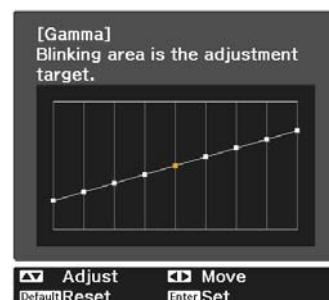 [Gamma]
Blinking area is the adjustment
target.
Adjust Move
Default Reset Enter Set